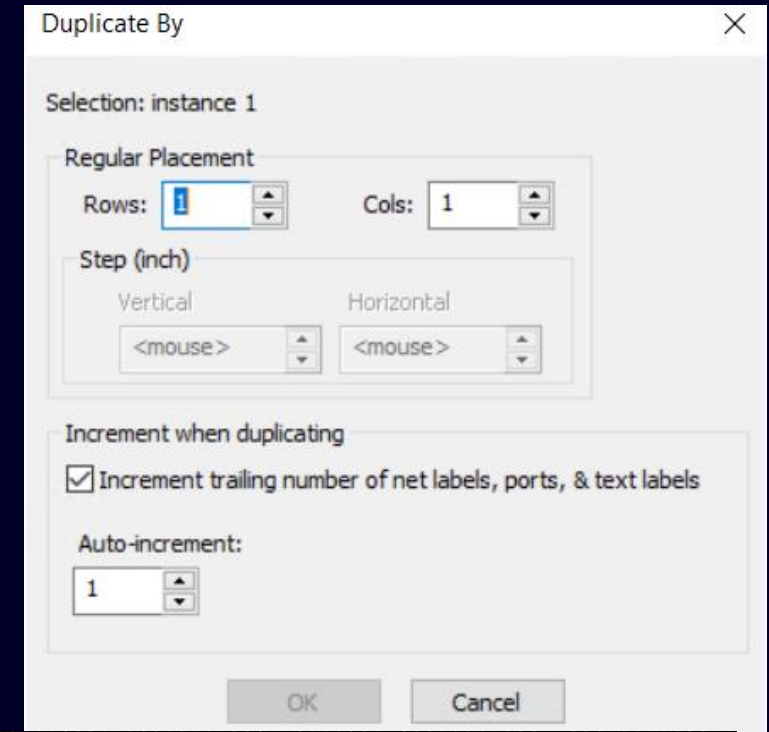 Duplicate By
Selection: instance 1
Regular Placement
Rows: 1 Cols: 1
Step (inch)
Vertical Horizontal
<mouse> <mouse>
Increment when duplicating
Increment trailing number of net labels, ports, & text labels
Auto-increment:
1
OK Cancel